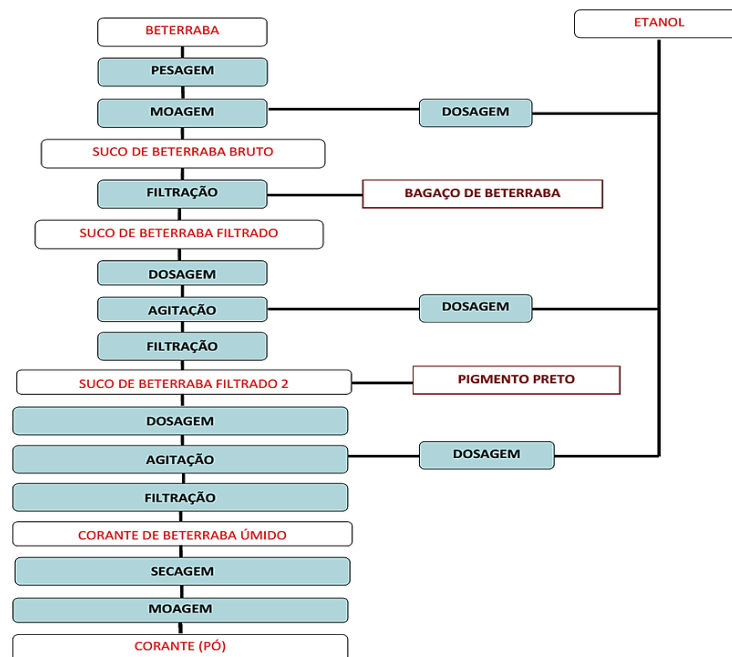 BETERRABA
ETANOL
PESAGEM
MOAGEM
DOSAGEM
SUCO DE BETERRABA BRUTO
FILTRAÇÃO
BAGAÇO DE BETERRABA
SUCO DE BETERRABA FILTRADO
DOSAGEM
AGITAÇÃO
DOSAGEM
FILTRAÇÃO
SUCO DE BETERRABA FILTRADO 2
PIGMENTO PRETO
DOSAGEM
AGITAÇÃO
DOSAGEM
FILTRAÇÃO
CORANTE DE BETERRABA ÚMIDO
SECAGEM
MOAGEM
CORANTE (PÓ)